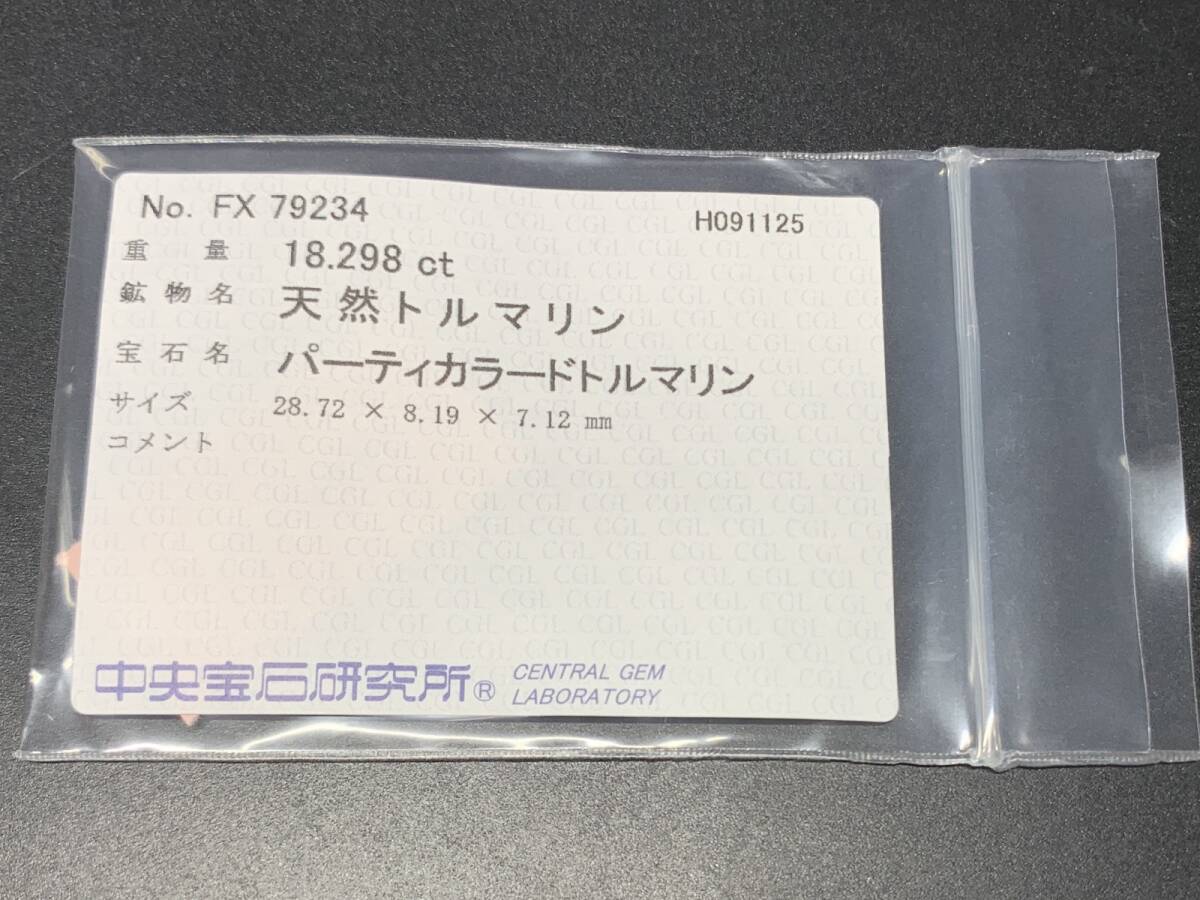 No. FX 79234 H091125
重量 18.298 ct
鉱物名 天然トルマリン
宝石名 パーティカラードトルマリン
サイズ 28.72 × 8.19 × 7.12 mm
コメント
中央宝石研究所® CENTRAL GEM
LABORATORY